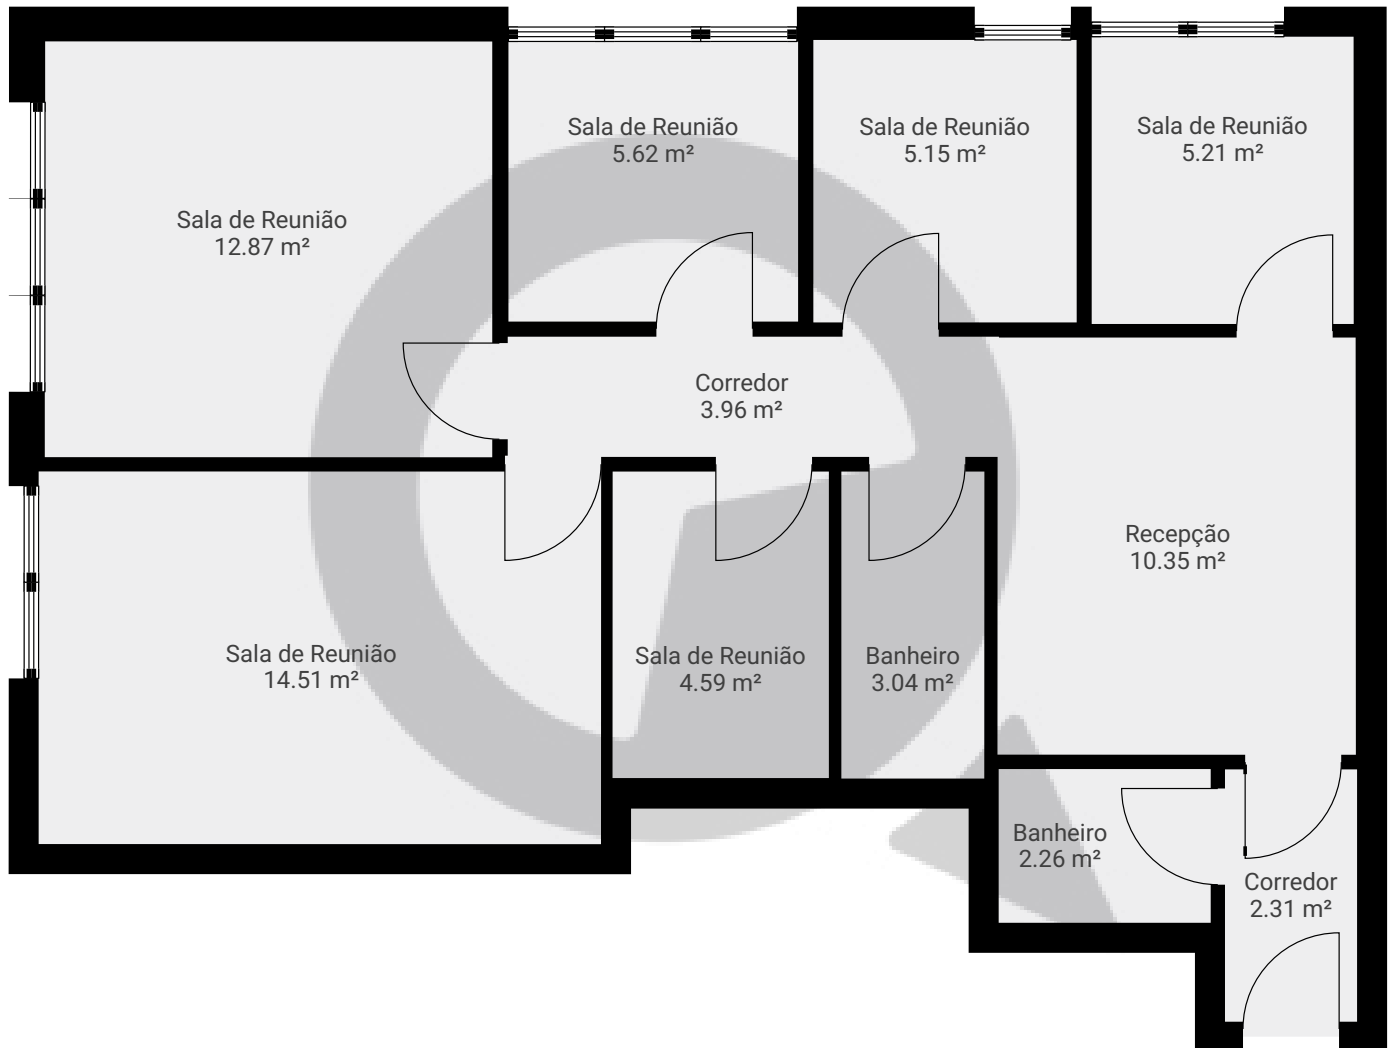 Sala de Reunião
5.62 m²
Sala de Reunião
5.15 m²
Sala de Reunião
5.21 m²
Sala de Reunião
12.87 m²
Corredor
3.96 m²
Recepção
10.35 m²
Sala de Reunião
14.51 m²
Sala de Reunião
4.59 m²
Banheiro
3.04 m²
Banheiro
2.26 m²
Corredor
2.31 m²